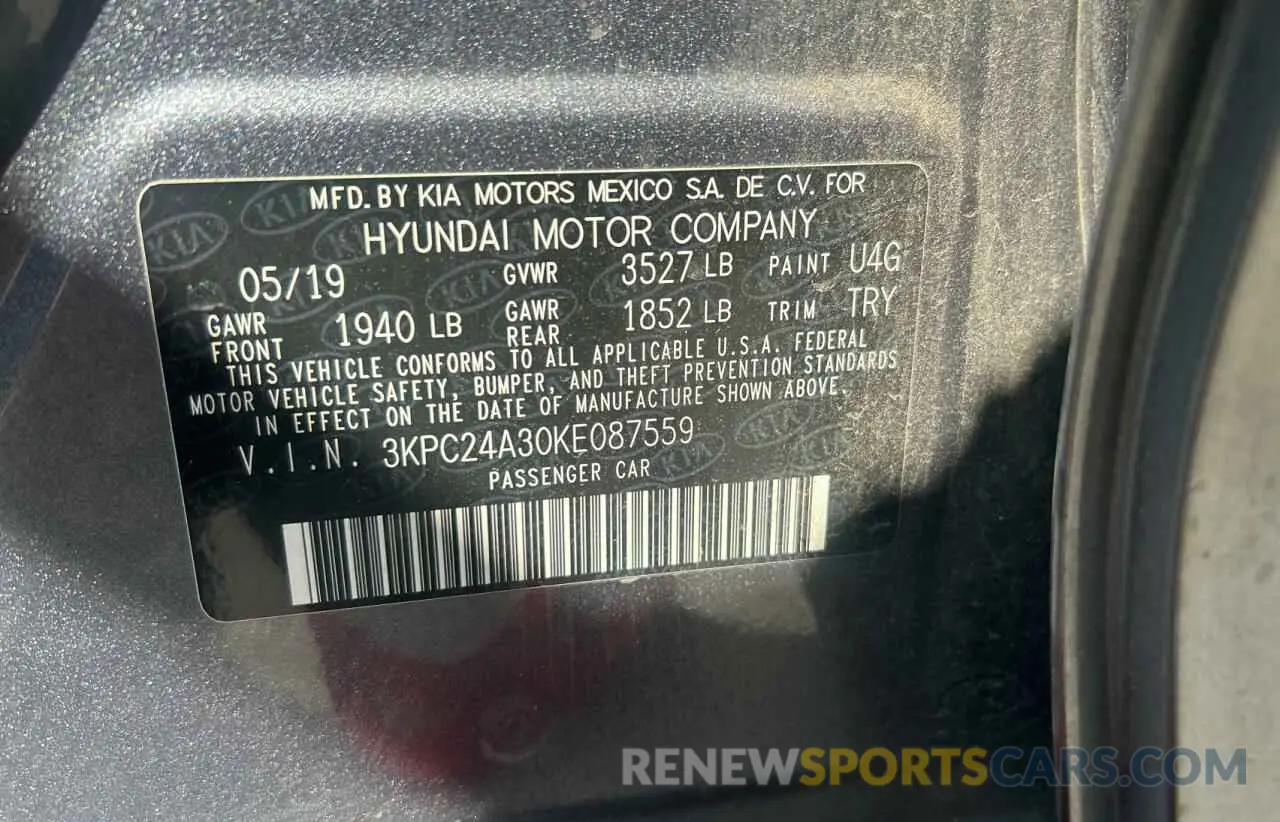 MFD. BY KIA MOTORS MEXICO S.A. DE C.V. FOR
HYUNDAI MOTOR COMPANY
05/19 GVWR 3527 LB PAINT U4G
GAWR FRONT 1940 LB GAWR REAR 1852 LB TRIM TRY
THIS VEHICLE CONFORMS TO ALL APPLICABLE U.S.A. FEDERAL
MOTOR VEHICLE SAFETY, BUMPER, AND THEFT PREVENTION STANDARDS
IN EFFECT ON THE DATE OF MANUFACTURE SHOWN ABOVE.
V.I.N. 3KPC24A30KE087559
PASSENGER CAR
RENEWSPORTSCARS.COM